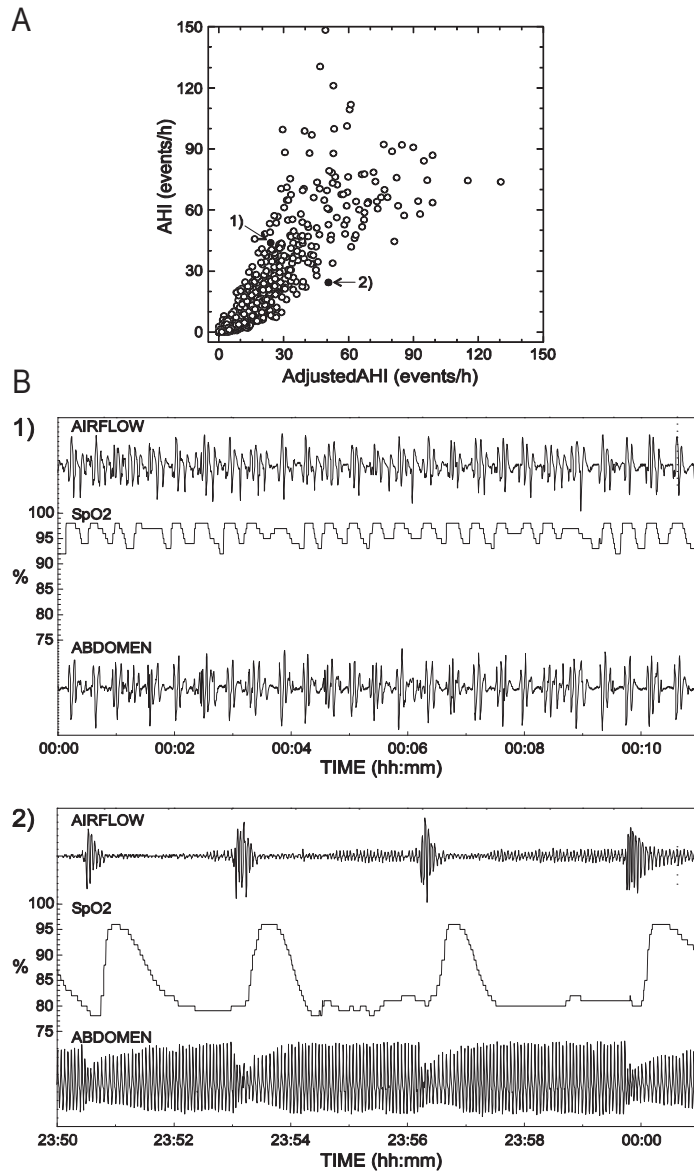 A
150
120
90
60
30
0
AHI (events/h)
1)
2)
0 30 60 90 120 150
AdjustedAHI (events/h)
B
1)
AIRFLOW
SpO2
100
95
90
85
80
75
%
ABDOMEN
00:00 00:02 00:04 00:06 00:08 00:10
TIME (hh:mm)
2)
AIRFLOW
SpO2
100
95
90
85
80
75
%
ABDOMEN
23:50 23:52 23:54 23:56 23:58 00:00
TIME (hh:mm)